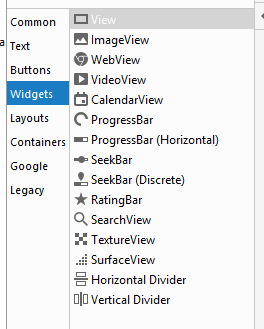 Common
Text
Buttons
Widgets
Layouts
Containers
Google
Legacy
View
ImageView
WebView
VideoView
CalendarView
ProgressBar
ProgressBar (Horizontal)
SeekBar
SeekBar (Discrete)
RatingBar
SearchView
TextureView
SurfaceView
Horizontal Divider
Vertical Divider